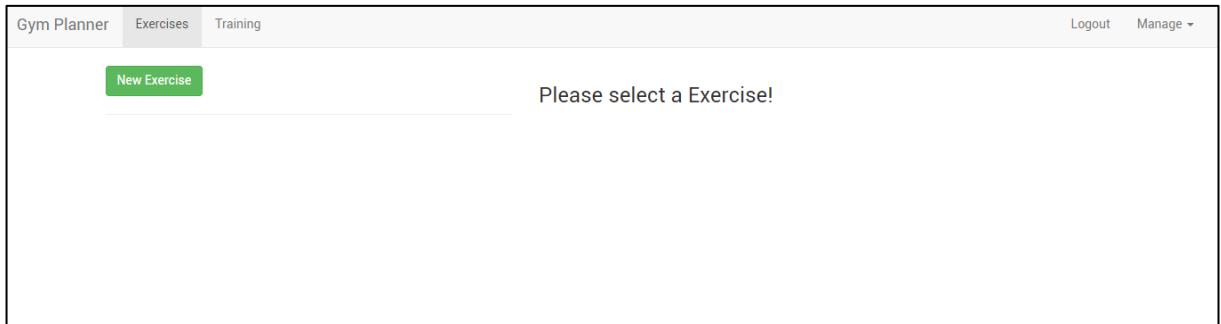 Gym Planner Exercises Training Logout Manage
New Exercise
Please select a Exercise!